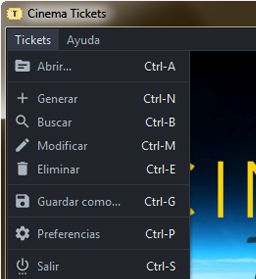 T Cinema Tickets
Tickets Ayuda
Abrir... Ctrl-A
Generar Ctrl-N
Buscar Ctrl-B
Modificar Ctrl-M
Eliminar Ctrl-E
Guardar como... Ctrl-G
Preferencias Ctrl-P
Salir Ctrl-S